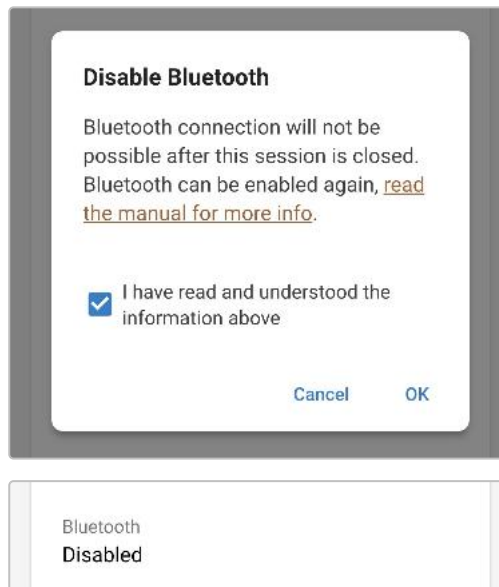 Disable Bluetooth
Bluetooth connection will not be
possible after this session is closed.
Bluetooth can be enabled again, read
the manual for more info.
I have read and understood the
information above
Cancel OK
Bluetooth
Disabled